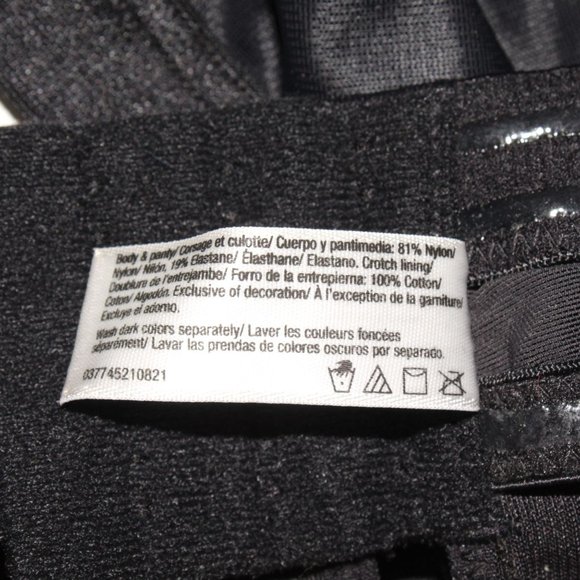 Body & panty/ Corsage et culotte/ Cuerpo y pantimedia: 81% Nylon/
Nylon/ Nilón, 19% Elastane/ Élasthane/ Elastano. Crotch lining/
Doublure de l'entrejambe/ Forro de la entrepierna: 100% Cotton/
Coton/ Algodón. Exclusive of decoration/ À l'exception de la garniture/
Excluye el adorno.
Wash dark colors separately/ Laver les couleurs foncées
séparément/ Lavar las prendas de colores oscuros por separado.
037745210821